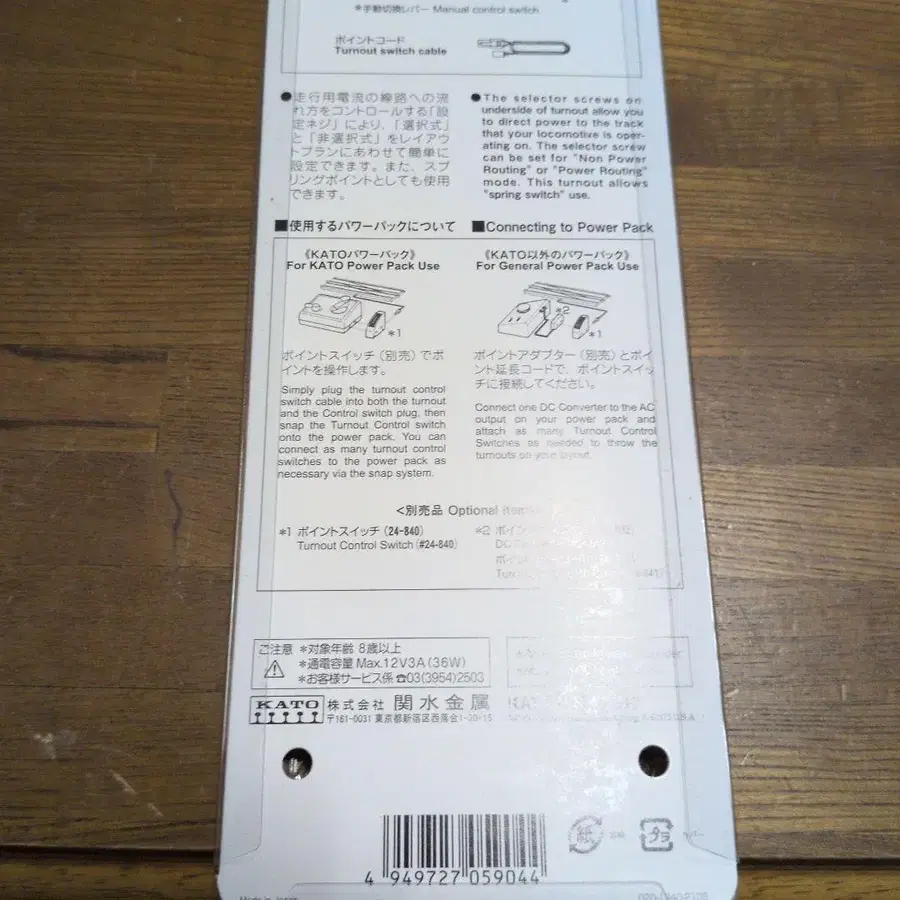 *手動切換レバー Manual control switch
ポイントコード
Turnout switch cable
●走行用電流の線路への流
れ方をコントロールする「設
定ネジ」により、「選択式」
と「非選択式」をレイアウ
トプランにあわせて簡単に
設定できます。また、スプ
リングポイントとしても使用
できます。
●The selector screws on
underside of turnout allow you
to direct power to the track
that your locomotive is oper-
ating on. The selector screw
can be set for "Non Power
Routing" or "Power Routing"
mode. This turnout allows
"spring switch" use.
■使用するパワーパックについて
■Connecting to Power Pack
《KATOパワーパック》
For KATO Power Pack Use
*1
ポイントスイッチ(別売)でポ
イントを操作します。
Simply plug the turnout control
switch cable into both the turnout
and the Control switch plug, then
snap the Turnout Control switch
onto the power pack. You can
connect as many turnout control
switches to the power pack as
necessary via the snap system.
《KATO以外のパワーパック》
For General Power Pack Use
*2
*1
ポイントアダプター(別売)とポイ
ント延長コードで、ポイントスイッ
チに接続してください。
Connect one DC Converter to the AC
output on your power pack and
attach as many Turnout Control
Switches as needed to throw the
turnouts on your layout.
<別売品 Optional
*1 ポイントスイッチ(24-840)
Turnout Control Switch(#24-840)
*2
DC
ご注意 *対象年齢 8歳以上
*通電容量 Max.12V3A(36W)
*お客様サービス係 ☎03(3954)2503
KATO 株式会社 関水金属
〒161-0031 東京都新宿区西落合1-30-15
紙
プラ
4 949727 059044
Made in Japan